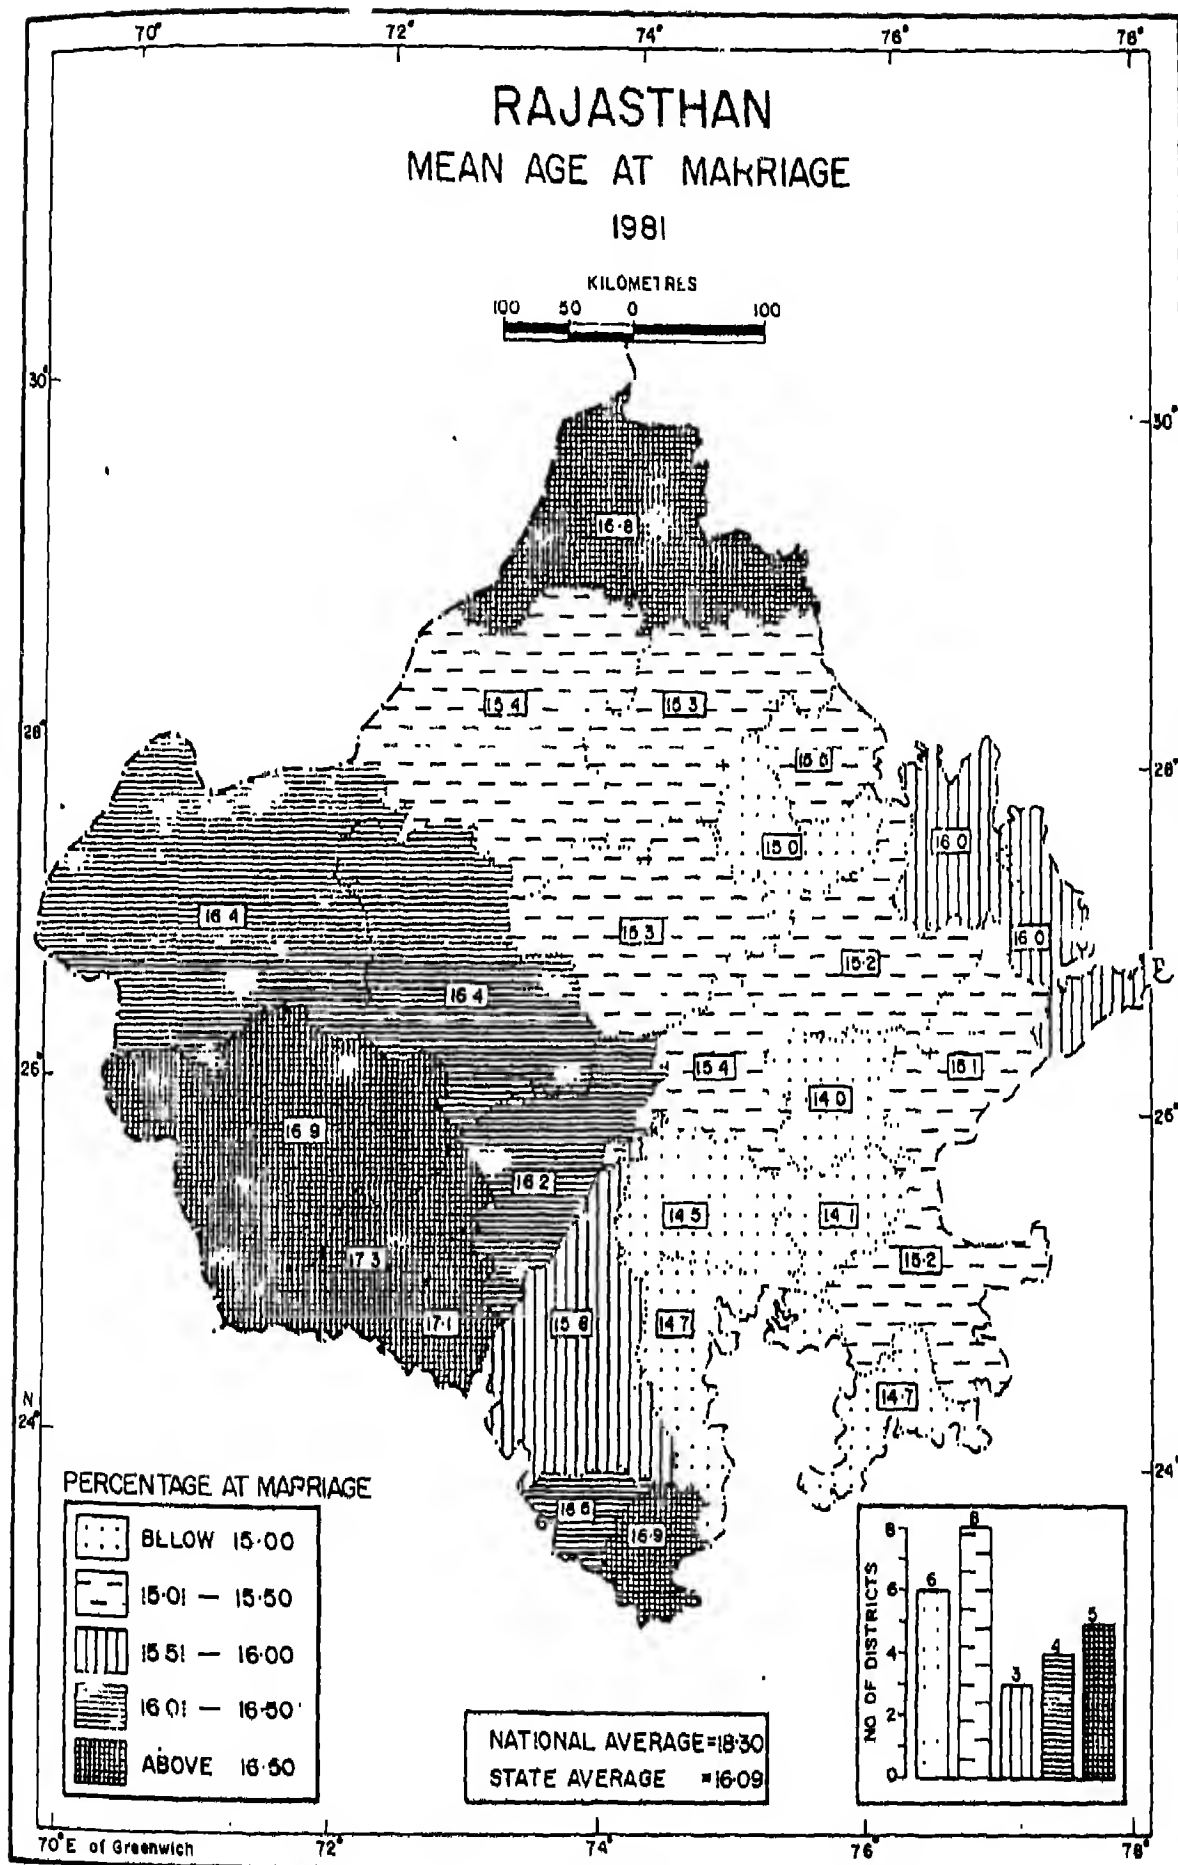 70° 72° 74° 76° 78°
RAJASTHAN
MEAN AGE AT MARRIAGE
1981
KILOMETRES
100 50 0 100
30° 30°
16.8
15.4 15.3
28° 28°
15.0 16.0
16.4 15.3 16.0
15.2
16.4
26° 15.4 15.1
14.0 26°
16.9
16.2 14.5 14.1
17.3 15.2
17.1 15.8 14.7
N
24° 14.7
24°
16.9
PERCENTAGE AT MARRIAGE
BELOW 15.00
15.01 — 15.50
15.51 — 16.00
16.01 — 16.50
ABOVE 16.50
NATIONAL AVERAGE=18.30
STATE AVERAGE =16.09
NO OF DISTRICTS
8
6
4
2
0
6 8 3 4 5
70° E of Greenwich 72° 74° 76° 78°
E